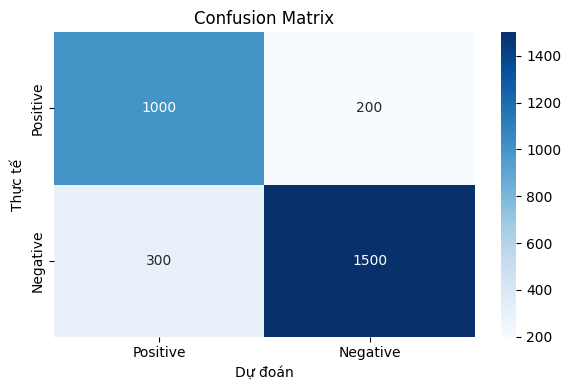 Confusion Matrix
Thực tế
Positive
Negative
1000
200
300
1500
Positive
Negative
Dự đoán
1400
1200
1000
800
600
400
200